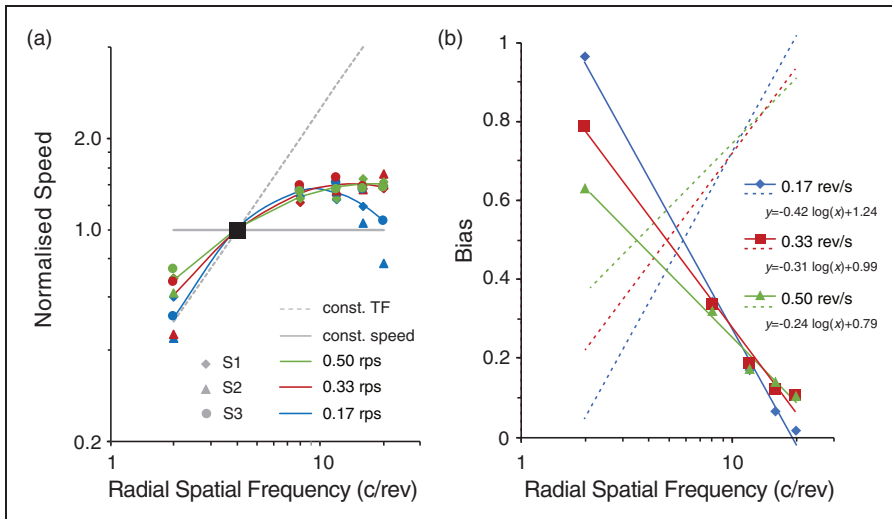 (a)
Normalised Speed
2.0
1.0
0.2
1
10
Radial Spatial Frequency (c/rev)
const. TF
const. speed
S1
0.50 rps
S2
0.33 rps
S3
0.17 rps
(b)
Bias
1
0.8
0.6
0.4
0.2
0
1
10
Radial Spatial Frequency (c/rev)
0.17 rev/s
y=-0.42 log(x)+1.24
0.33 rev/s
y=-0.31 log(x)+0.99
0.50 rev/s
y=-0.24 log(x)+0.79